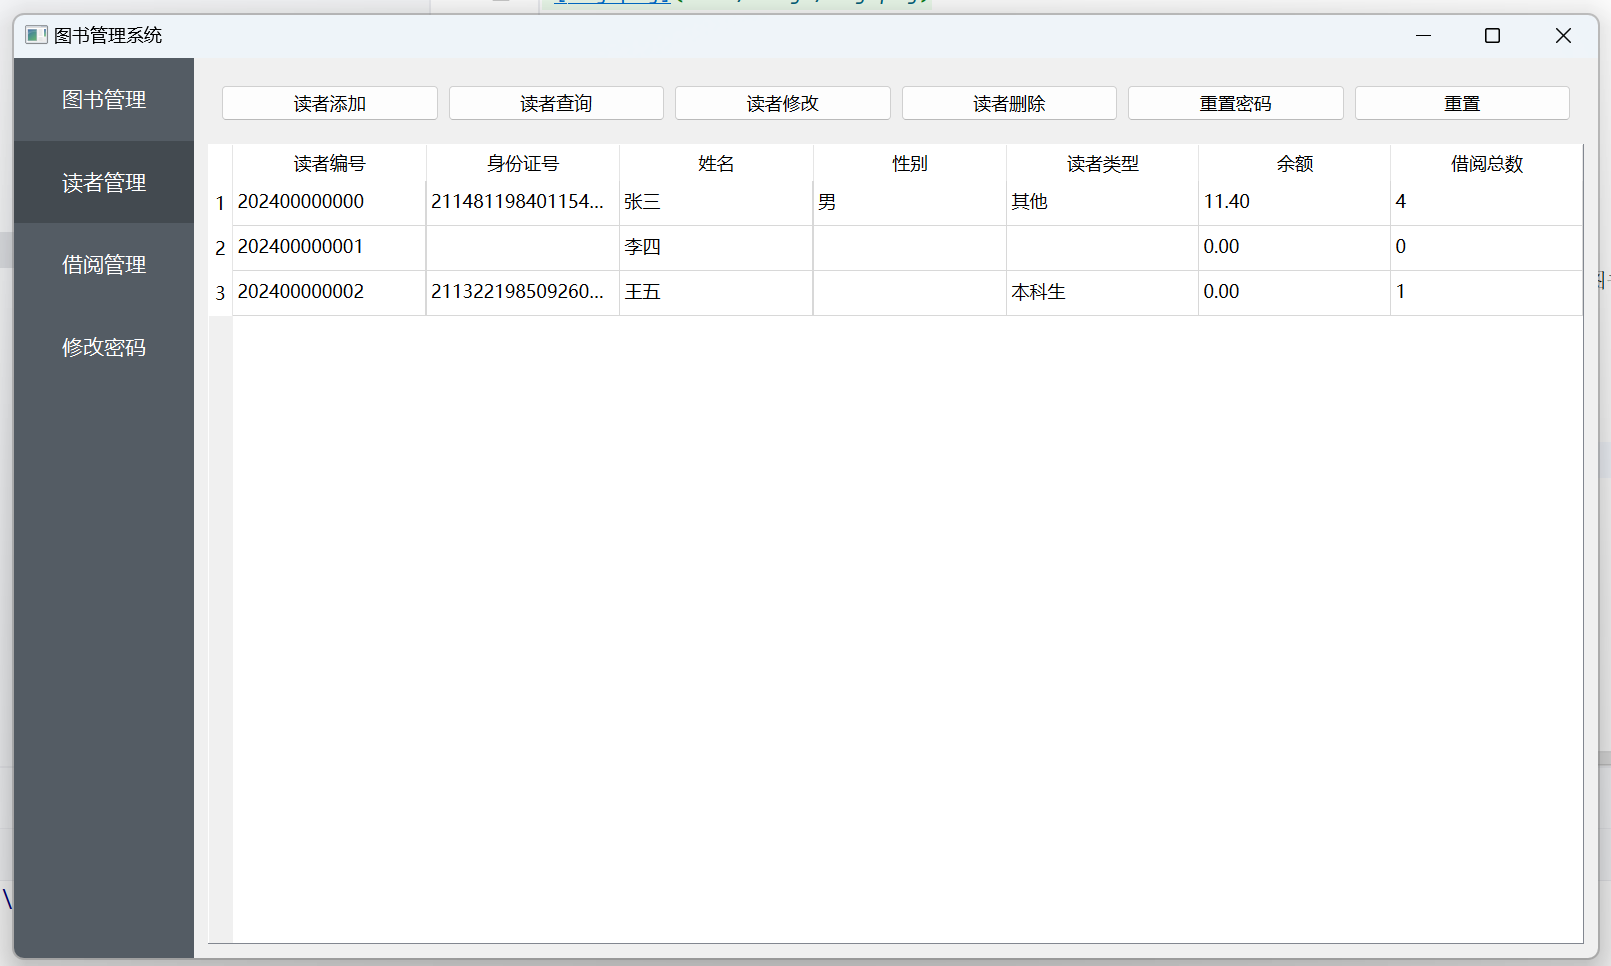 图书管理系统
图书管理
读者管理
借阅管理
修改密码
读者添加 读者查询 读者修改 读者删除 重置密码 重置
读者编号 身份证号 姓名 性别 读者类型 余额 借阅总数
1 202400000000 211481198401154... 张三 男 其他 11.40 4
2 202400000001 李四 0.00 0
3 202400000002 211322198509260... 王五 本科生 0.00 1
\